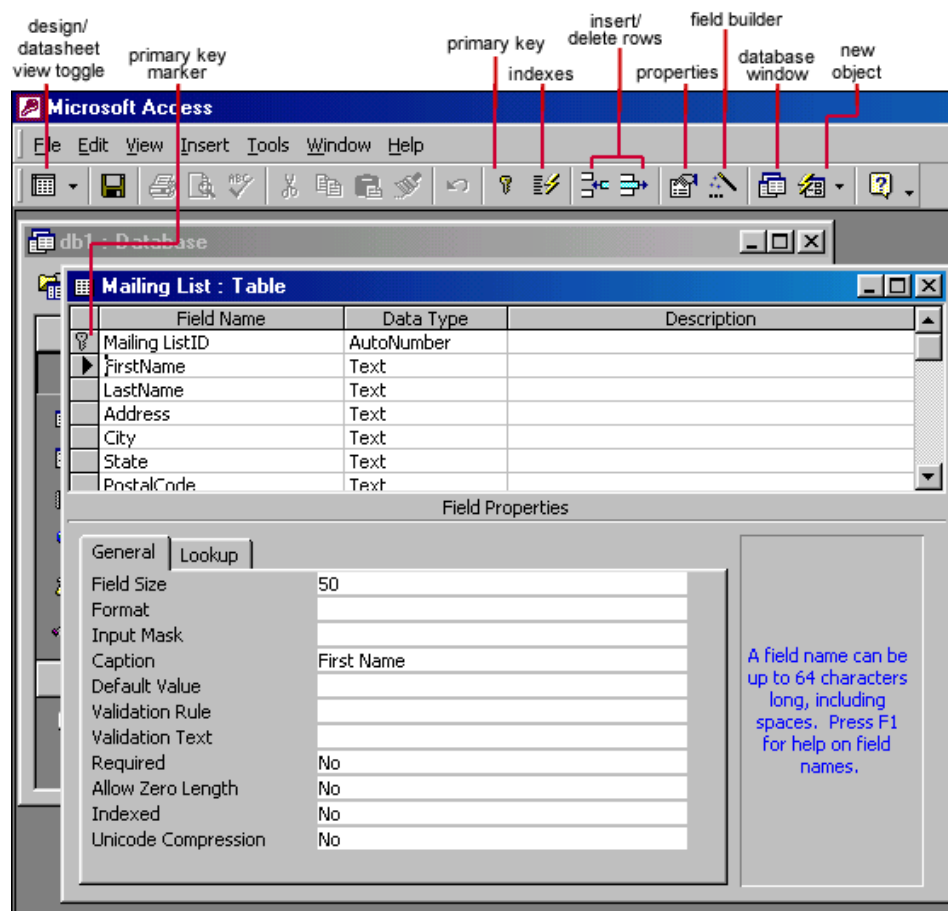 design/
datasheet
view toggle
primary key
marker
primary key
indexes
insert/
delete rows
properties
field builder
database
window
new
object
Microsoft Access
File Edit View Insert Tools Window Help
ABC
db1 : Database
Mailing List : Table
Field Name Data Type Description
Mailing ListID AutoNumber
FirstName Text
LastName Text
Address Text
City Text
State Text
PostalCode Text
Field Properties
General Lookup
Field Size 50
Format
Input Mask
Caption First Name
Default Value
Validation Rule
Validation Text
Required No
Allow Zero Length No
Indexed No
Unicode Compression No
A field name can be
up to 64 characters
long, including
spaces. Press F1
for help on field
names.